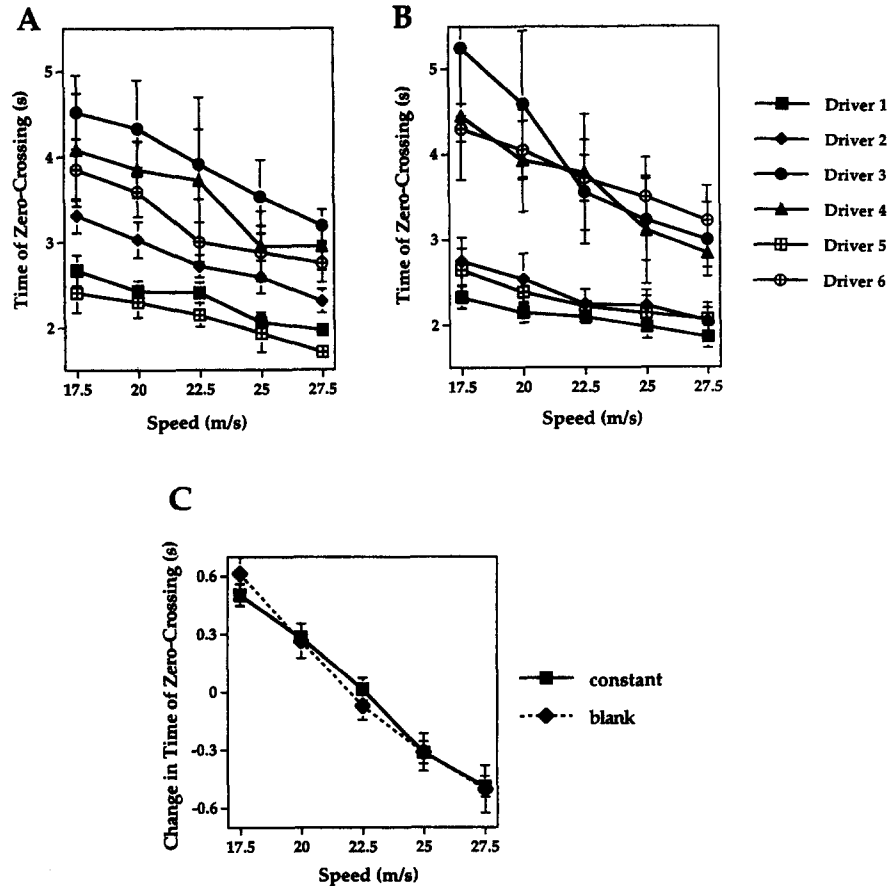 A
Time of Zero-Crossing (s)
5
4
3
2
17.5 20 22.5 25 27.5
Speed (m/s)
B
Time of Zero-Crossing (s)
5
4
3
2
17.5 20 22.5 25 27.5
Speed (m/s)
Driver 1
Driver 2
Driver 3
Driver 4
Driver 5
Driver 6
C
Change in Time of Zero-Crossing (s)
0.6
0.3
0
-0.3
-0.6
17.5 20 22.5 25 27.5
Speed (m/s)
constant
blank